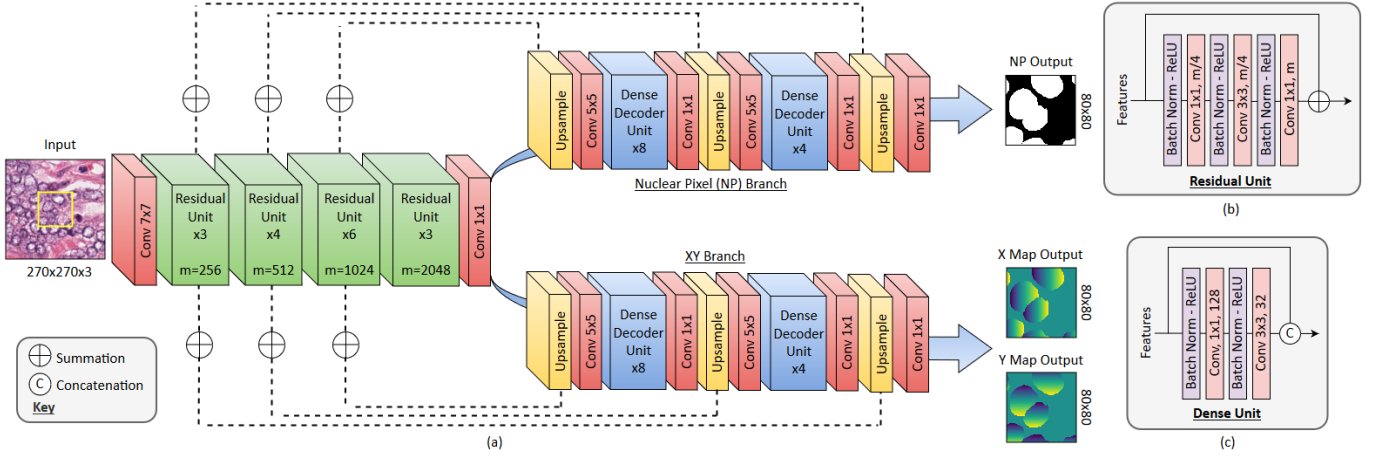 Input
270x270x3
Conv 7x7
Residual
Unit
x3
m=256
Residual
Unit
x4
m=512
Residual
Unit
x6
m=1024
Residual
Unit
x3
m=2048
Conv 1x1
Upsample
Conv 5x5
Dense
Decoder
Unit
x8
Conv 1x1
Upsample
Conv 5x5
Dense
Decoder
Unit
x4
Conv 1x1
Upsample
Conv 1x1
Nuclear Pixel (NP) Branch
NP Output
80x80
XY Branch
Upsample
Conv 5x5
Dense
Decoder
Unit
x8
Conv 1x1
Upsample
Conv 5x5
Dense
Decoder
Unit
x4
Conv 1x1
Upsample
Conv 1x1
X Map Output
80x80
Y Map Output
80x80
Summation
C
Concatenation
Key
(a)
Features
Batch Norm - ReLU
Conv 1x1, m/4
Batch Norm - ReLU
Conv 3x3, m/4
Batch Norm - ReLU
Conv 1x1, m
Residual Unit
(b)
Features
Batch Norm - ReLU
Conv, 1x1, 128
Batch Norm - ReLU
Conv 3x3, 32
C
Dense Unit
(c)